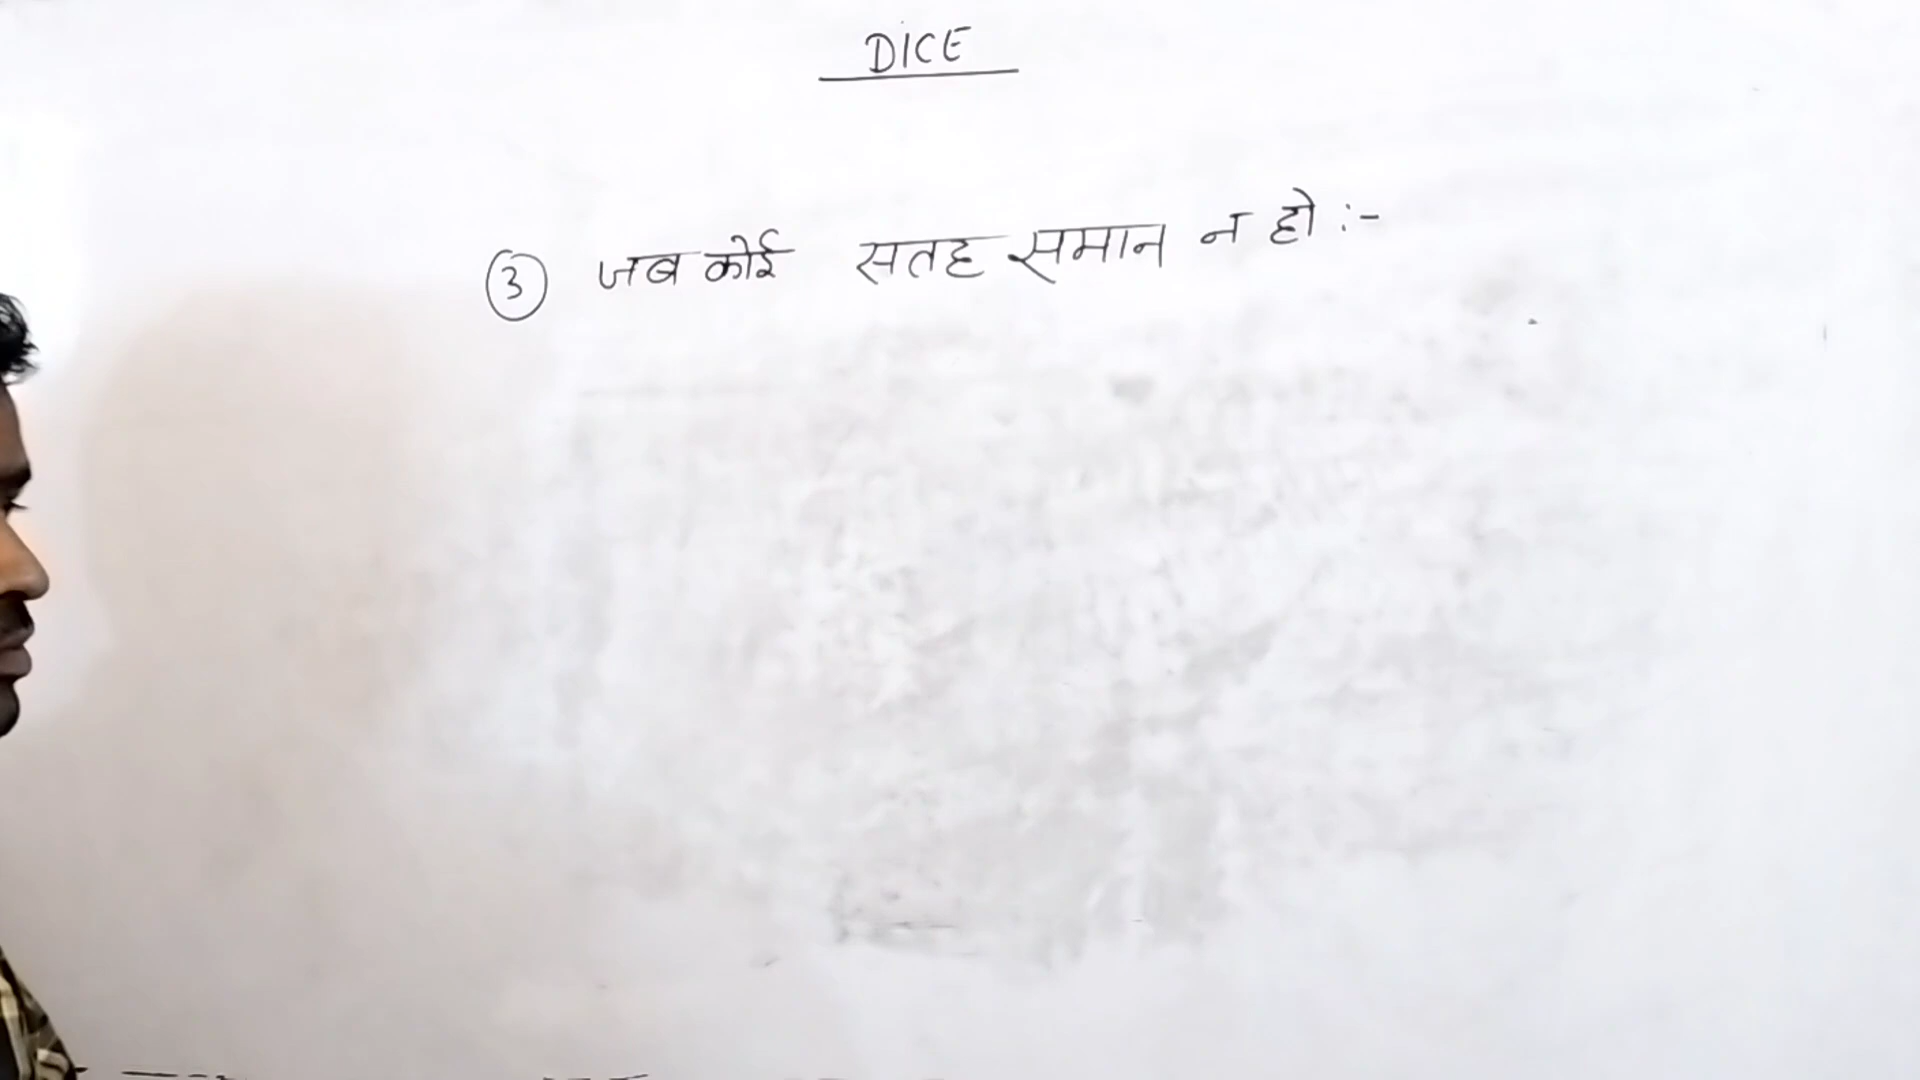 DICE
③ जब कोई सतह समान न हो :-